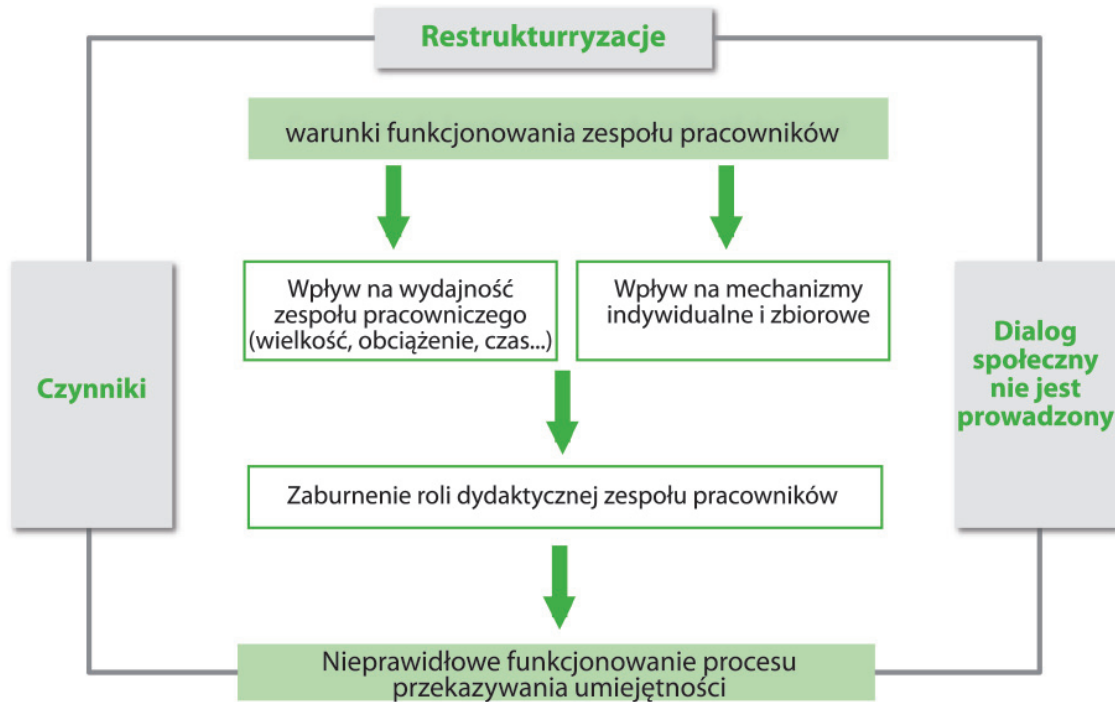 Restrukturryzacje
warunki funkcjonowania zespołu pracowników
Wpływ na wydajność
zespołu pracowniczego
(wielkość, obciążenie, czas...)
Wpływ na mechanizmy
indywidualne i zbiorowe
Czynniki
Dialog
społeczny
nie jest
prowadzony
Zaburnenie roli dydaktycznej zespołu pracowników
Nieprawidłowe funkcjonowanie procesu
przekazywania umiejętności